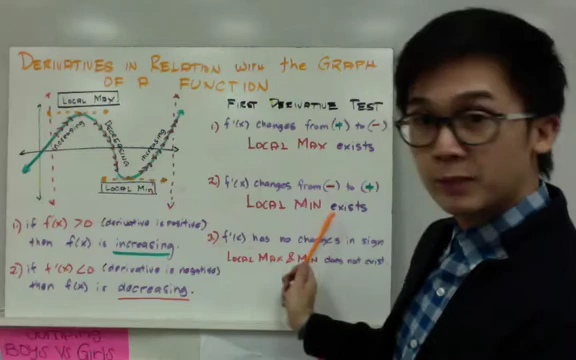 DERIVATIVES IN RELATION WITH the GRAPH
OF A FUNCTION
LOCAL MAX
increasing
DECREASING
increasing
LOCAL MIN
1) if f(x) > 0 (derivative is positive)
then f(x) is increasing.
2) if f'(x) < 0 (derivative is negative)
then f(x) is decreasing.
FIRST DERIVATIVE TEST
1) f'(x) changes from (+) to (-)
LOCAL MAX exists
2) f'(x) changes from (-) to (+)
LOCAL MIN exists
3) f'(x) has no changes in sign
LOCAL MAX & MIN does not exist
BOYS VS GIRLS